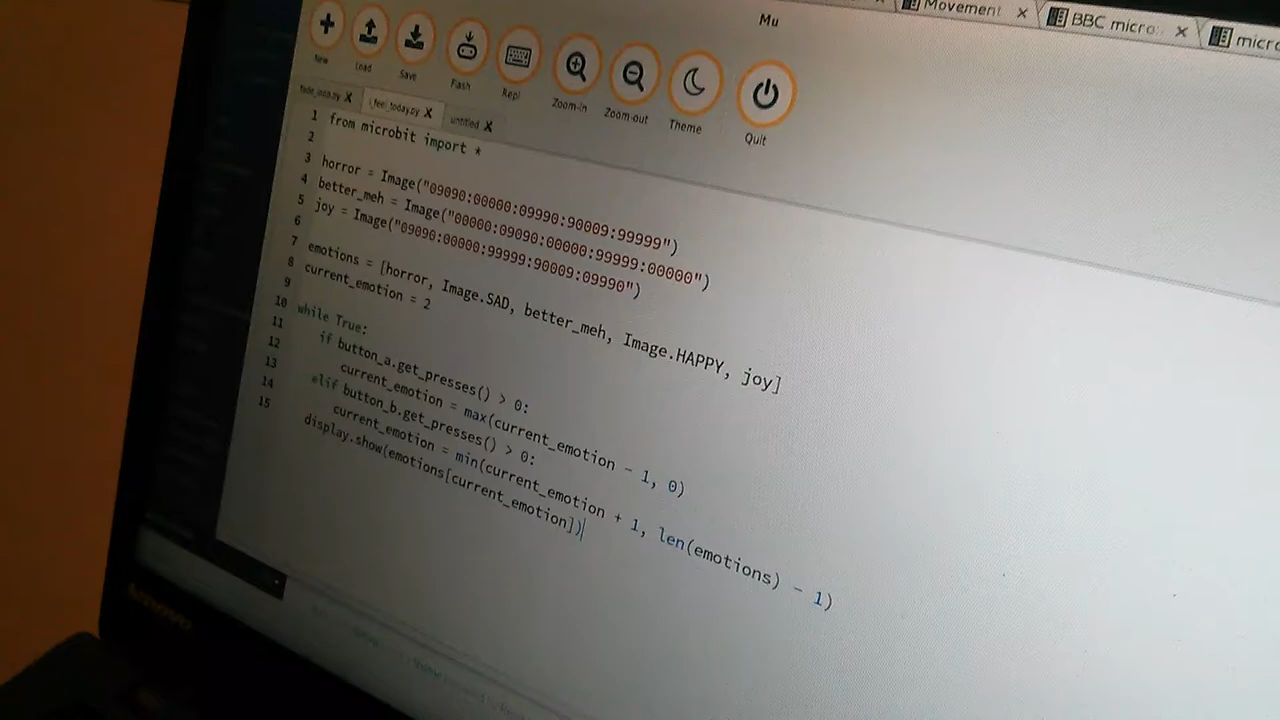 Mu
Movement
BBC micro:
micro
New
Load
Save
Flash
Repl
Zoom-in
Zoom-out
Theme
Quit
feel_today.py
untitled
1 from microbit import *
2
3 horror = Image("09090:00000:09990:90009:99999")
4 better_meh = Image("00000:09090:00000:99999:00000")
5 joy = Image("09090:00000:99999:90009:09990")
6
7 emotions = [horror, Image.SAD, better_meh, Image.HAPPY, joy]
8 current_emotion = 2
9
10 while True:
11 if button_a.get_presses() > 0:
12 current_emotion = max(current_emotion - 1, 0)
13 elif button_b.get_presses() > 0:
14 current_emotion = min(current_emotion + 1, len(emotions) - 1)
15 display.show(emotions[current_emotion])
lenovo